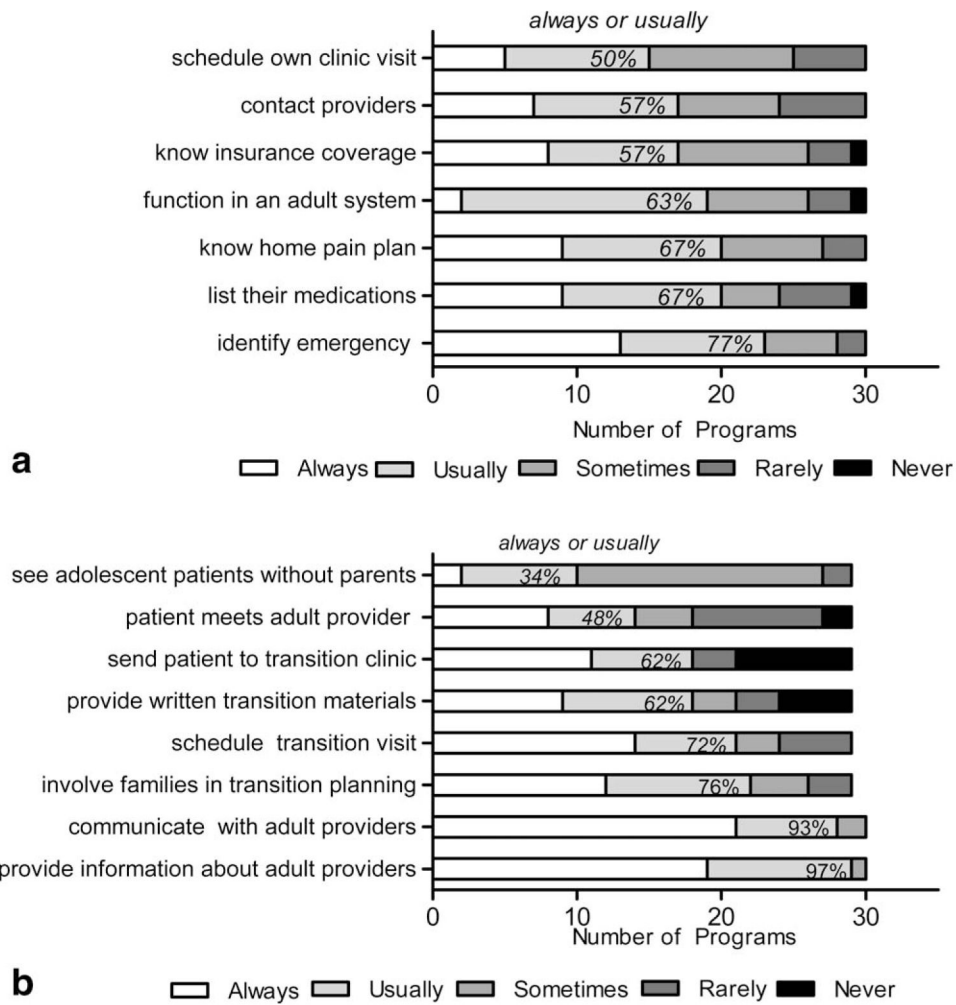 always or usually
schedule own clinic visit 50%
contact providers 57%
know insurance coverage 57%
function in an adult system 63%
know home pain plan 67%
list their medications 67%
identify emergency 77%
0 10 20 30
Number of Programs
a
Always Usually Sometimes Rarely Never
always or usually
see adolescent patients without parents 34%
patient meets adult provider 48%
send patient to transition clinic 62%
provide written transition materials 62%
schedule transition visit 72%
involve families in transition planning 76%
communicate with adult providers 93%
provide information about adult providers 97%
0 10 20 30
Number of Programs
b
Always Usually Sometimes Rarely Never